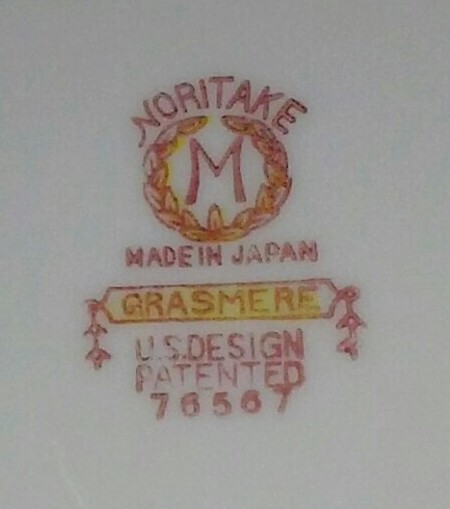 NORITAKE
M
MADE IN JAPAN
GRASMERE
U.S. DESIGN
PATENTED
76567